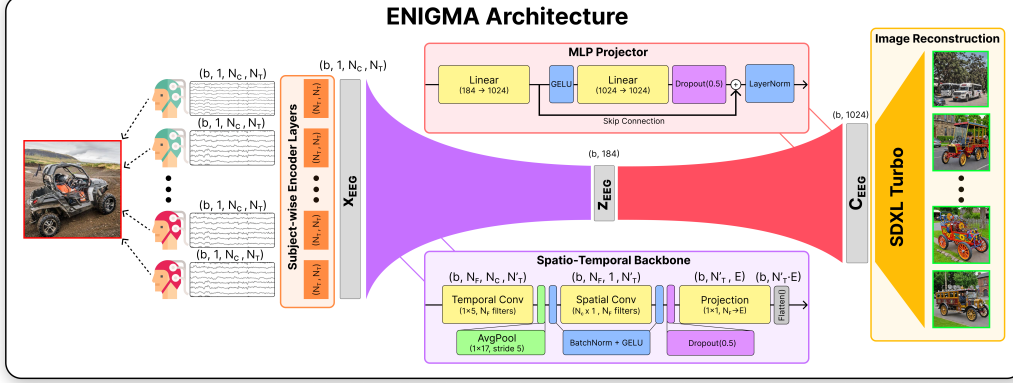 ENIGMA Architecture
(b, 1, N_C, N_T)
(b, 1, N_C, N_T)
(b, 1, N_C, N_T)
(b, 1, N_C, N_T)
Subject-wise Encoder Layers
(N_T, N_T)
(N_T, N_T)
(N_T, N_T)
(N_T, N_T)
(b, 1, N_C, N_T)
X_EEG
MLP Projector
Linear
(184 → 1024)
GELU
Linear
(1024 → 1024)
Dropout(0.5)
+
LayerNorm
Skip Connection
(b, 184)
Z_EEG
(b, 1024)
C_EEG
Spatio-Temporal Backbone
(b, N_F, N_C, N'_T)
(b, N_F, 1, N'_T)
(b, N'_T, E)
(b, N'_T·E)
Temporal Conv
(1×5, N_F filters)
Spatial Conv
(N_c x 1, N_F filters)
Projection
(1×1, N_F→E)
Flatten()
AvgPool
(1×17, stride 5)
BatchNorm + GELU
Dropout(0.5)
Image Reconstruction
SDXL Turbo